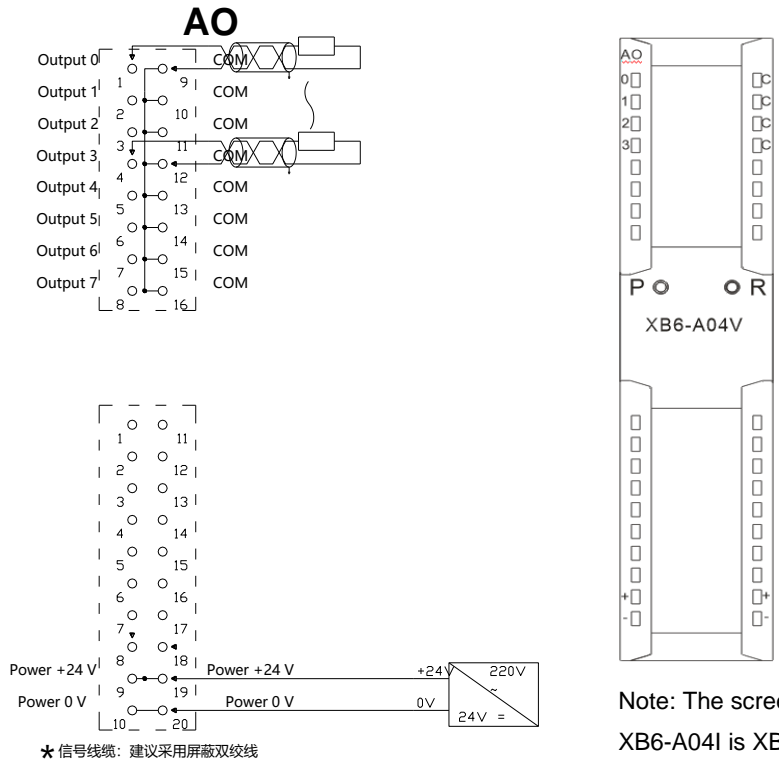 AO
Output 0 1 9 COM
Output 1 2 10 COM
Output 2 3 11 COM
Output 3 4 12 COM
Output 4 5 13 COM
Output 5 6 14 COM
Output 6 7 15 COM
Output 7 8 16 COM
1 11
2 12
3 13
4 14
5 15
6 16
7 17
8 18
Power +24 V 9 19 Power +24 V +24V
Power 0 V 10 20 Power 0 V 0V
220V
~
24V =
★信号线缆：建议采用屏蔽双绞线
AO
0 C
1 C
2 C
3 C
P R
XB6-A04V
+ +
- -
Note: The
XB6-A04I is